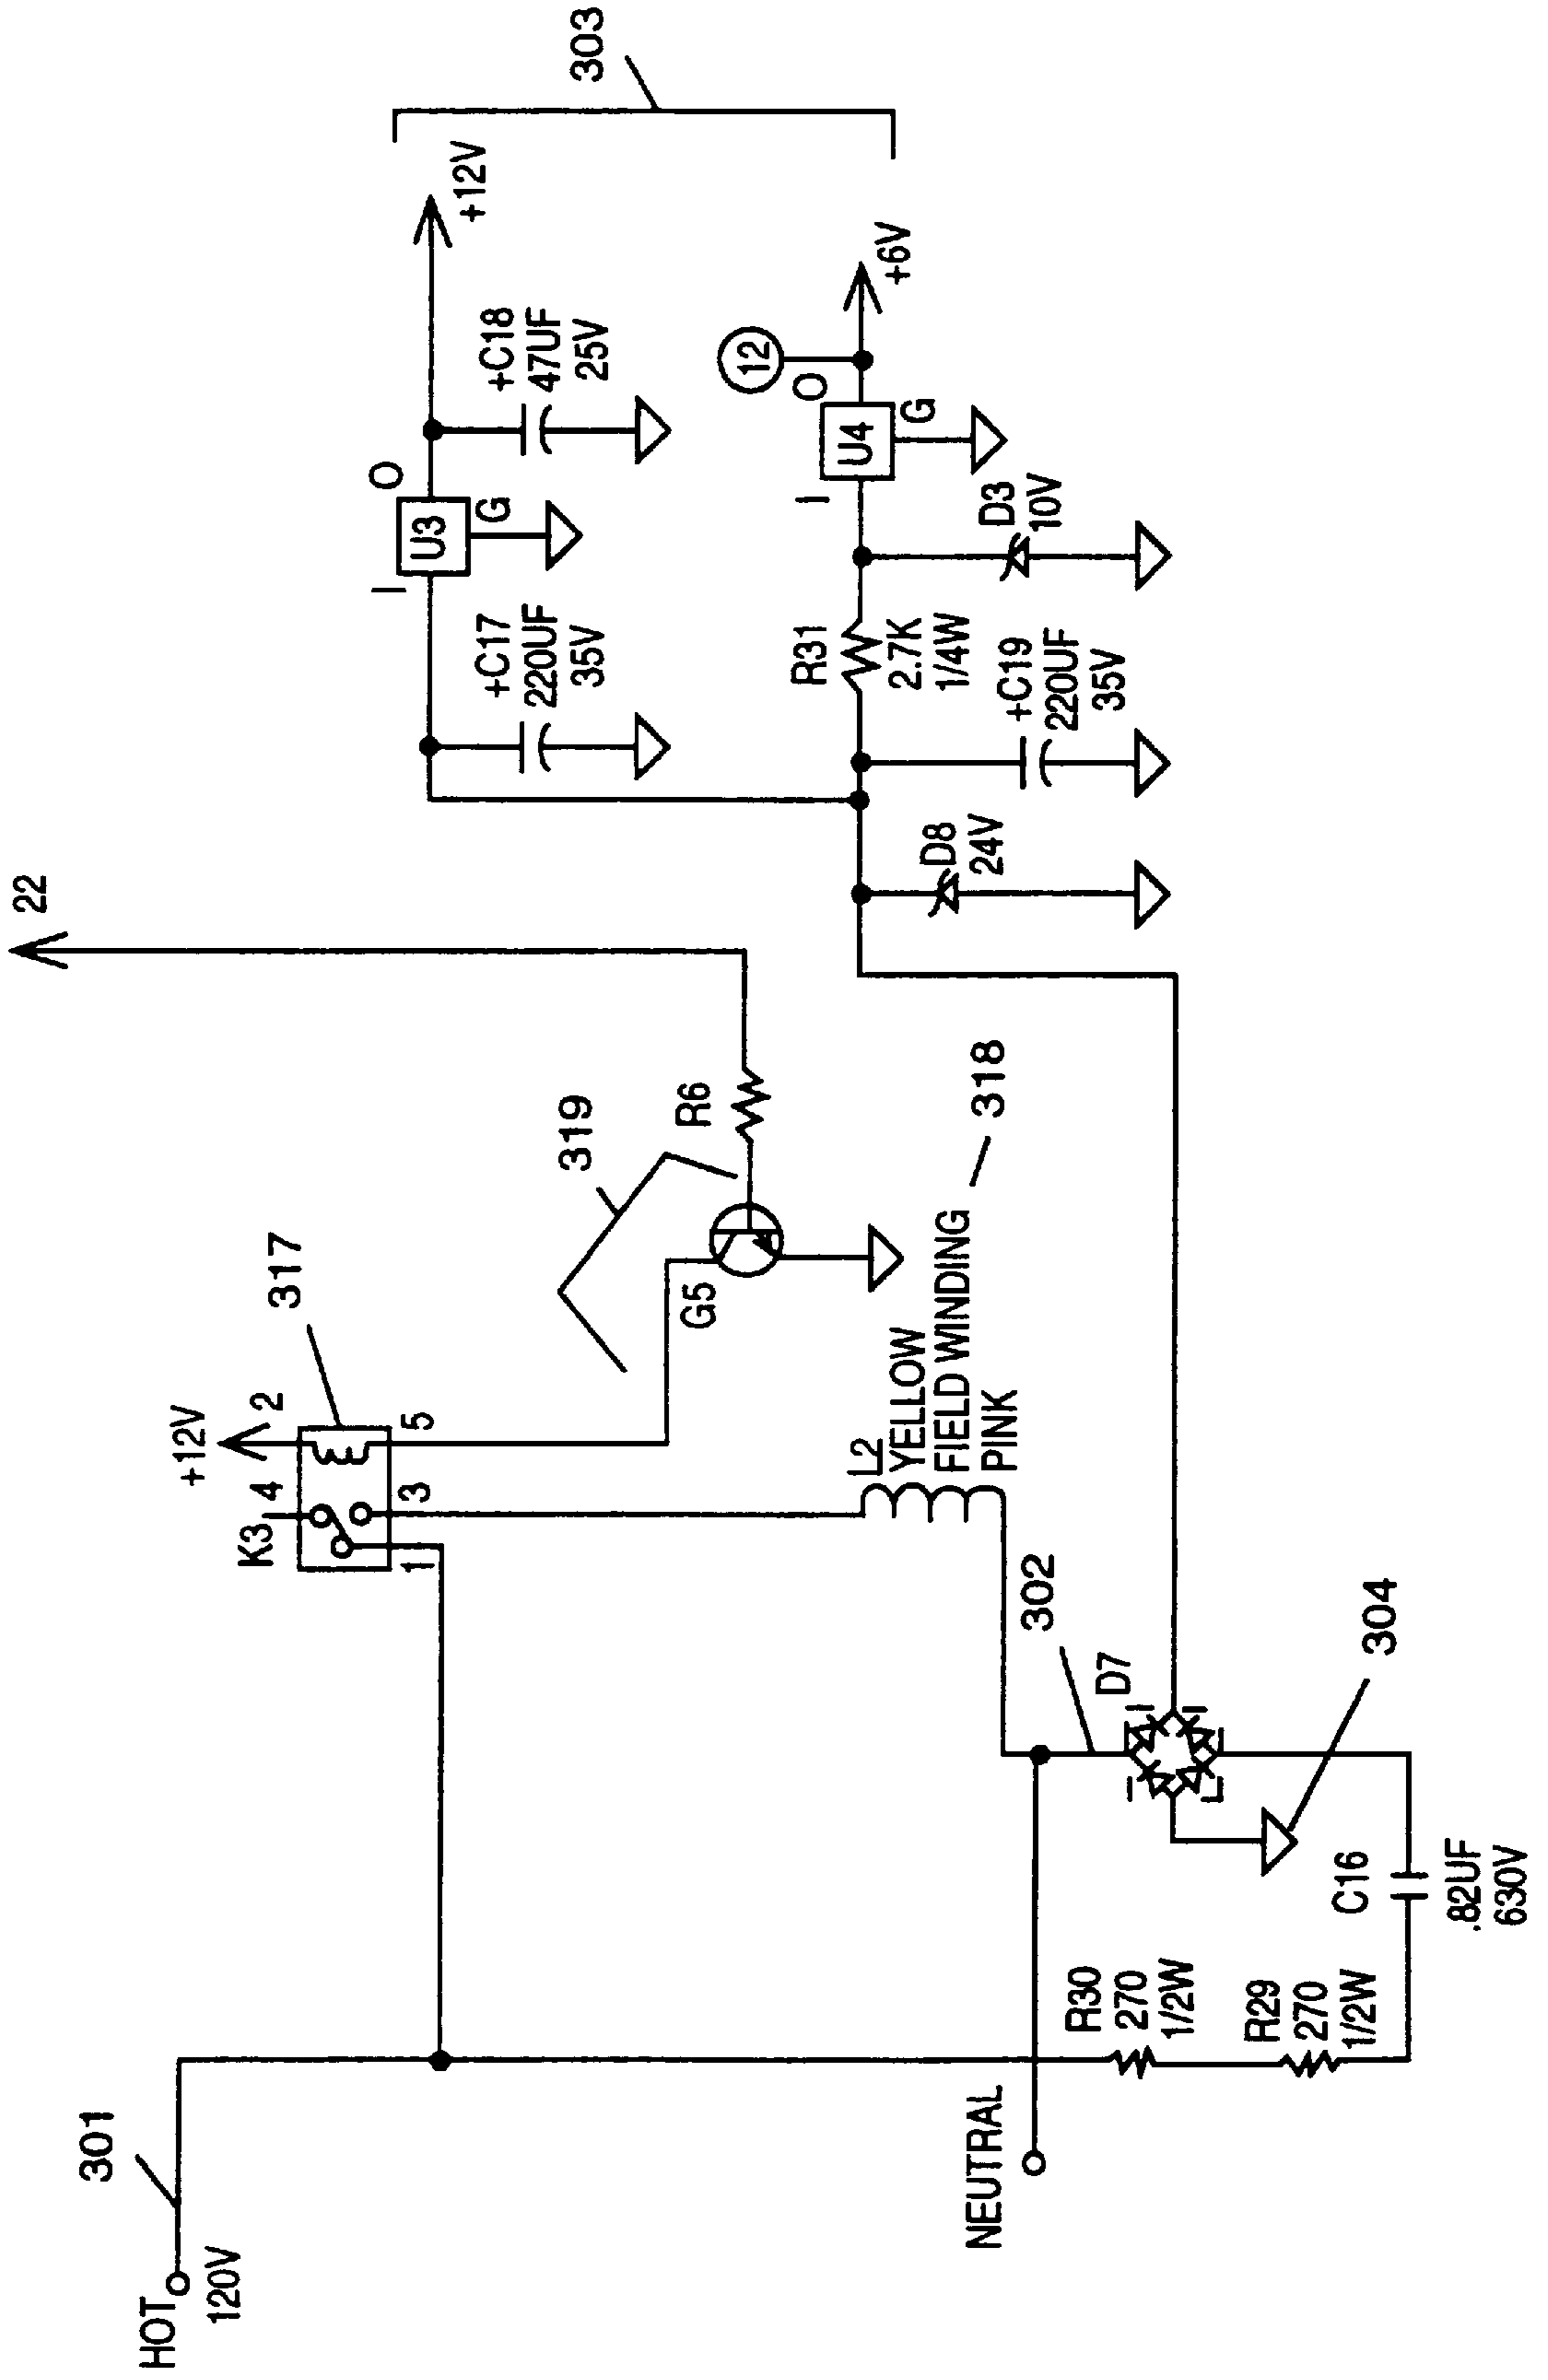 303
+12V
+6V
+C18
47UF
25V
12
O
U3
G
I
O
U4
G
I
D3
10V
+C17
220UF
35V
R31
2.7K
1/4W
+C19
220UF
35V
D8
24V
22
R6
319
318
317
G5
+12V
2
5
4
3
K3
1
L2
YELLOW
FIELD WINDING
PINK
302
D7
304
C16
.82UF
630V
R30
270
1/2W
R29
270
1/2W
301
NEUTRAL
HOT
120V